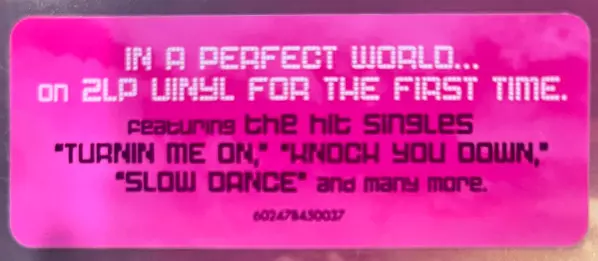 IN A PERFECT WORLD...
on 2LP VINYL FOR THE FIRST TIME.
featuring the hit singles
"TURNIN ME ON," "KNOCK YOU DOWN,"
"SLOW DANCE" and many more.
602478430037